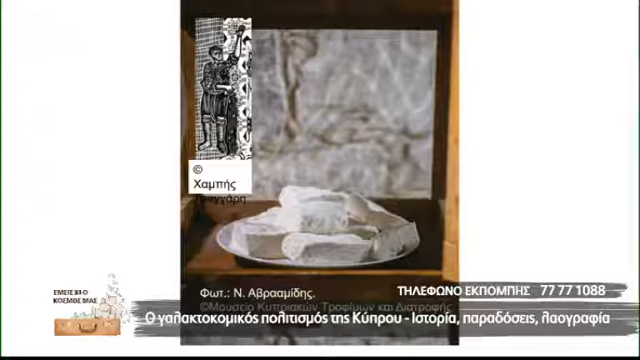 ©
Χαμπής
Τσαγγάρη
Φωτ.: Ν. Αβρααμίδης.
©Μουσείο Κυπριακών Τροφίμων και Διατροφής
ΕΜΕΙΣ ΚΙ Ο
ΚΟΣΜΟΣ ΜΑΣ
ΤΗΛΕΦΩΝΟ ΕΚΠΟΜΠΗΣ 77 77 1088
Ο γαλακτοκομικός πολιτισμός της Κύπρου - Ιστορία, παραδόσεις, λαογραφία